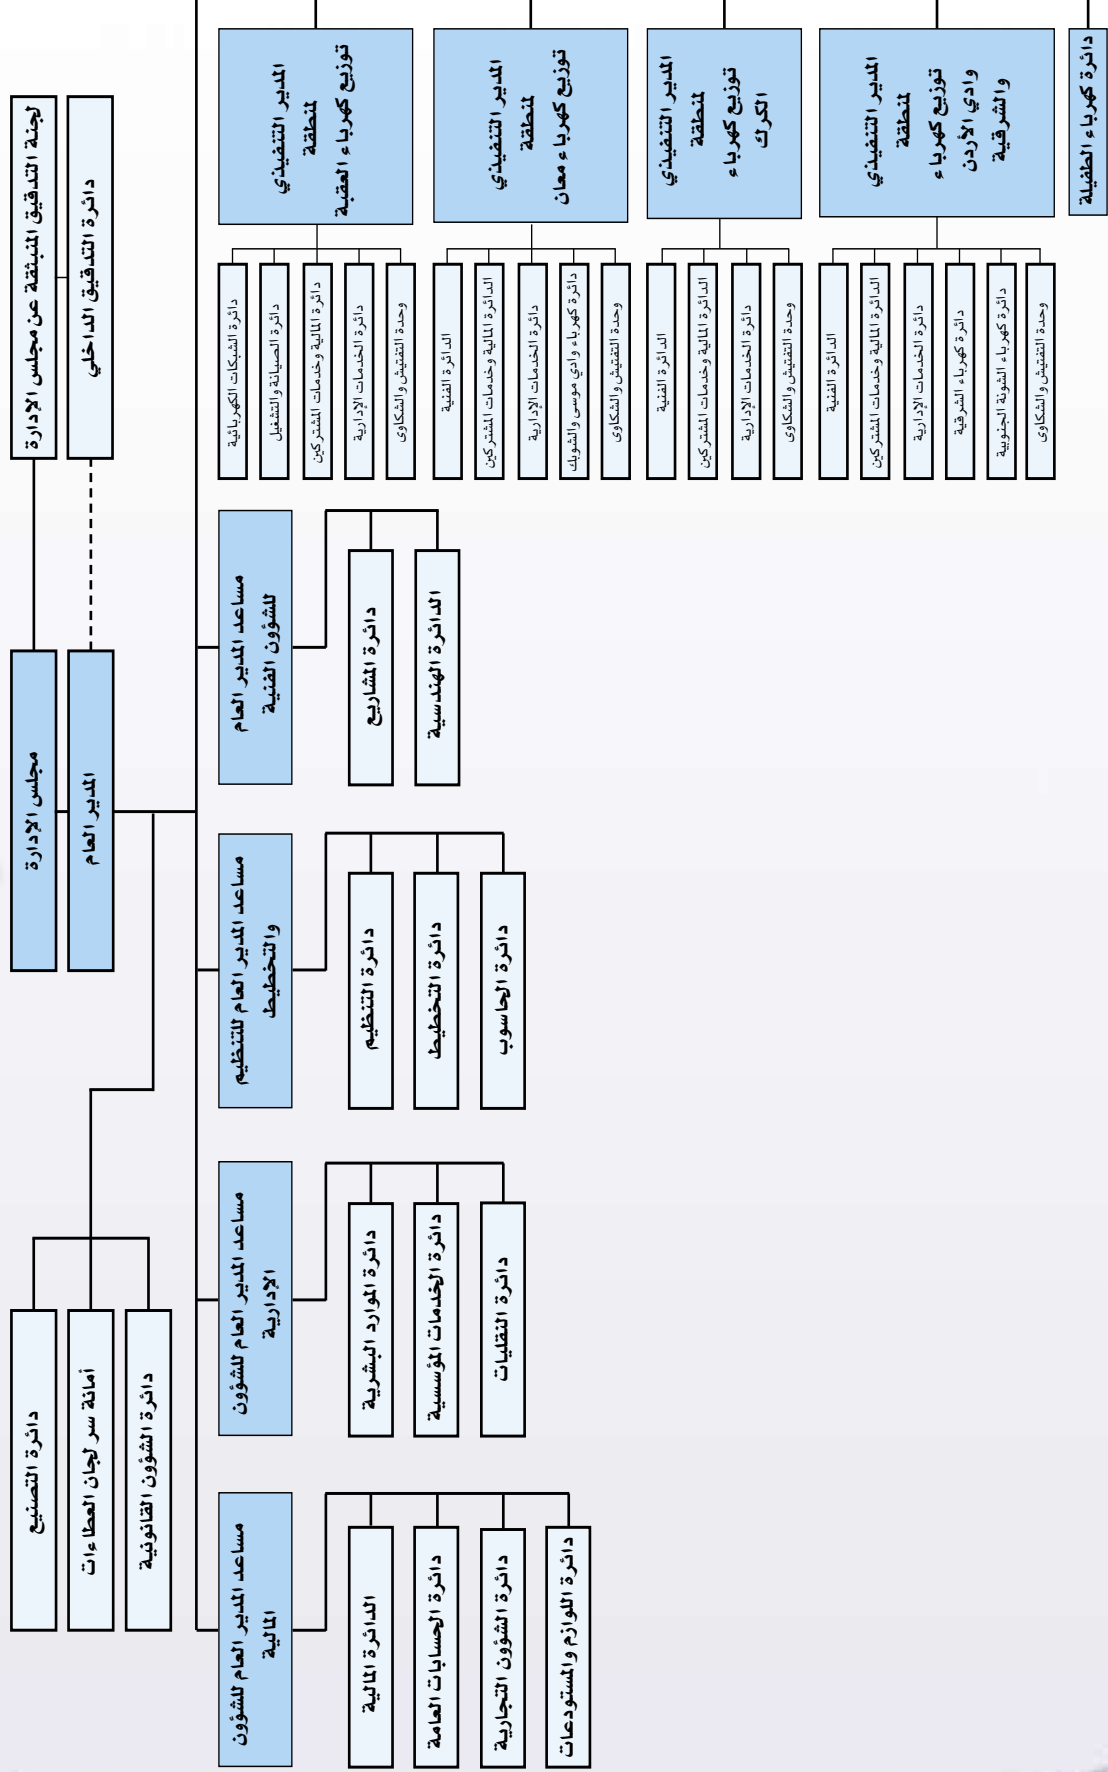 مجلس الإدارة
لجنة التدقيق المنبثقة عن مجلس الإدارة
المدير العام
دائرة التدقيق الداخلي
دائرة التصنيع
أمانة سر لجان العطاءات
دائرة الشؤون القانونية
مساعد المدير العام للشؤون
المالية
الدائرة المالية
دائرة الحسابات العامة
دائرة الشؤون التجارية
دائرة اللوازم والمستودعات
مساعد المدير العام للشؤون
الإدارية
دائرة الموارد البشرية
دائرة الخدمات المؤسسية
دائرة النقليات
مساعد المدير العام للتنظيم
والتخطيط
دائرة التنظيم
دائرة التخطيط
دائرة الحاسوب
مساعد المدير العام
للشؤون الفنية
دائرة المشاريع
الدائرة الهندسية
المدير التنفيذي
لمنطقة
توزيع كهرباء العقبة
دائرة الشبكات الكهربائية
دائرة الصيانة والتشغيل
دائرة المالية وخدمات المشتركين
دائرة الخدمات الإدارية
وحدة التفتيش والشكاوى
المدير التنفيذي
لمنطقة
توزيع كهرباء معان
الدائرة الفنية
الدائرة المالية وخدمات المشتركين
دائرة الخدمات الإدارية
دائرة كهرباء وادي موسى والشوبك
وحدة التفتيش والشكاوى
المدير التنفيذي
لمنطقة
توزيع كهرباء
الكرك
الدائرة الفنية
الدائرة المالية وخدمات المشتركين
دائرة الخدمات الإدارية
وحدة التفتيش والشكاوى
المدير التنفيذي
لمنطقة
توزيع كهرباء
وادي الأردن
والشرقية
الدائرة الفنية
الدائرة المالية وخدمات المشتركين
دائرة الخدمات الإدارية
دائرة كهرباء الشرقية
دائرة كهرباء الشونة الجنوبية
وحدة التفتيش والشكاوى
دائرة كهرباء الطفيلة